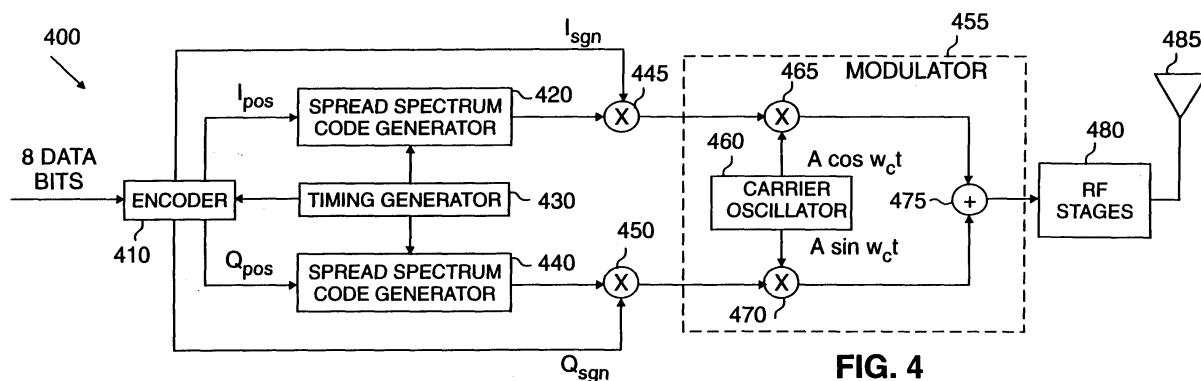 400
I_sgn
455
485
I_pos
SPREAD SPECTRUM
CODE GENERATOR
420
445
MODULATOR
465
8 DATA
BITS
ENCODER
410
TIMING GENERATOR
430
460
A cos w_c t
CARRIER
OSCILLATOR
A sin w_c t
475
+
480
RF
STAGES
Q_pos
SPREAD SPECTRUM
CODE GENERATOR
440
450
X
X
X
X
470
Q_sgn
FIG. 4